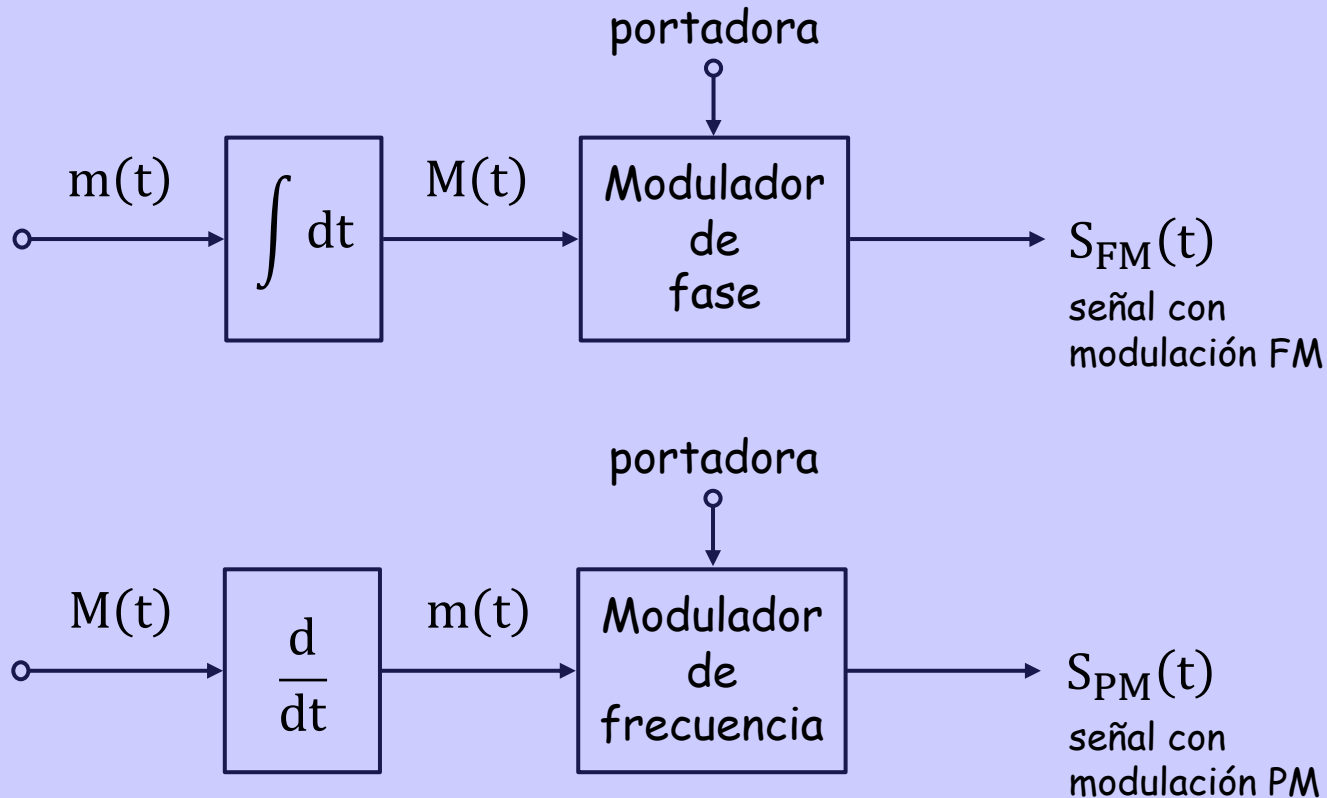 portadora
m(t)
∫ dt
M(t)
Modulador
de
fase
S_FM(t)
señal con
modulación FM
portadora
M(t)
d
dt
m(t)
Modulador
de
frecuencia
S_PM(t)
señal con
modulación PM